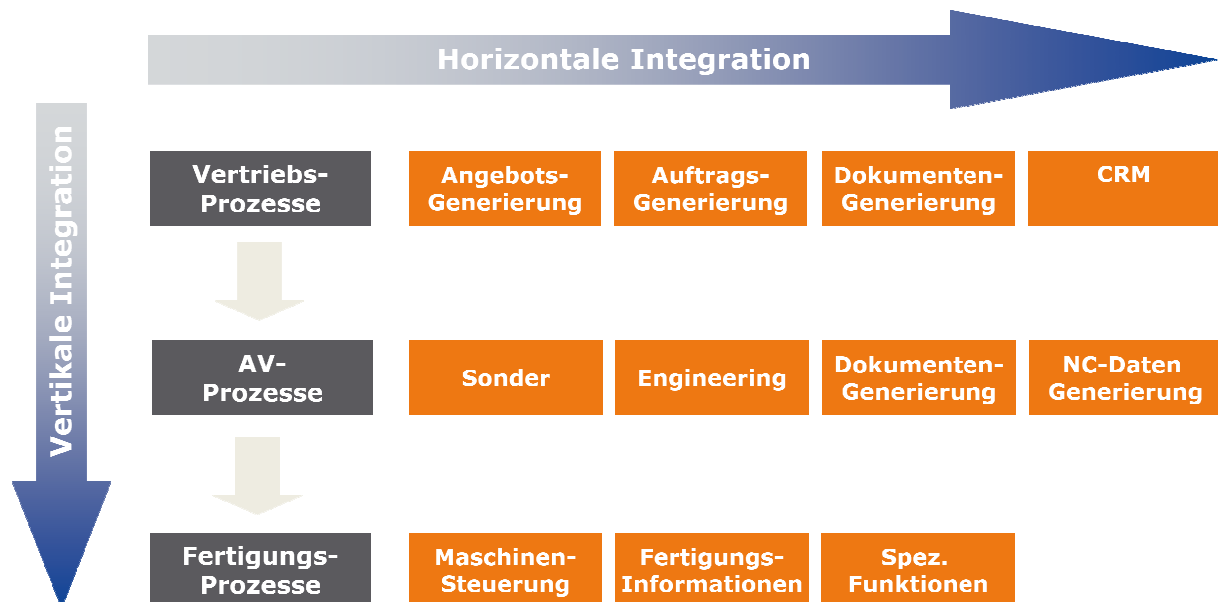 Horizontale Integration
Vertikale Integration
Vertriebs-
Prozesse
Angebots-
Generierung
Auftrags-
Generierung
Dokumenten-
Generierung
CRM
AV-
Prozesse
Sonder
Engineering
Dokumenten-
Generierung
NC-Daten
Generierung
Fertigungs-
Prozesse
Maschinen-
Steuerung
Fertigungs-
Informationen
Spez.
Funktionen